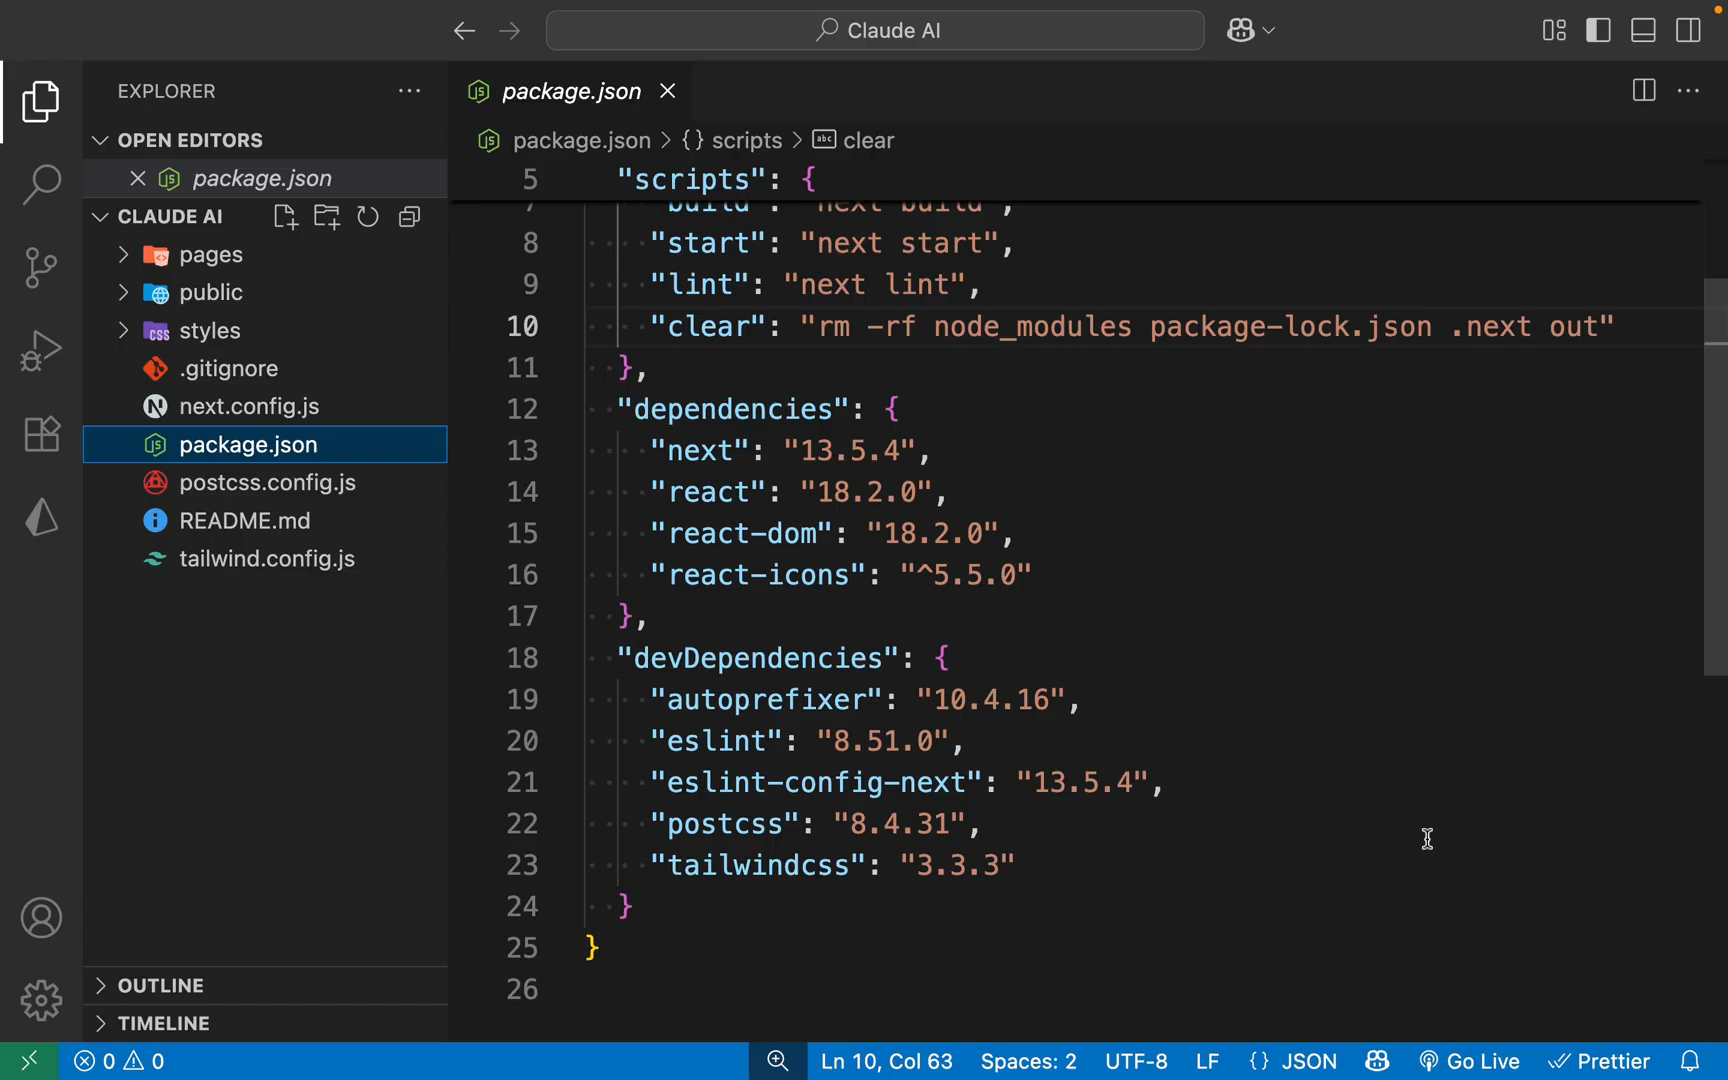 Claude AI
EXPLORER
OPEN EDITORS
package.json
CLAUDE AI
pages
public
styles
.gitignore
next.config.js
package.json
postcss.config.js
README.md
tailwind.config.js
OUTLINE
TIMELINE
package.json
package.json > {} scripts > abc clear
5 "scripts": {
7 "build": "next build",
8 "start": "next start",
9 "lint": "next lint",
10 "clear": "rm -rf node_modules package-lock.json .next out"
11 },
12 "dependencies": {
13 "next": "13.5.4",
14 "react": "18.2.0",
15 "react-dom": "18.2.0",
16 "react-icons": "^5.5.0"
17 },
18 "devDependencies": {
19 "autoprefixer": "10.4.16",
20 "eslint": "8.51.0",
21 "eslint-config-next": "13.5.4",
22 "postcss": "8.4.31",
23 "tailwindcss": "3.3.3"
24 }
25 }
26
0 0 Ln 10, Col 63 Spaces: 2 UTF-8 LF {} JSON Go Live Prettier